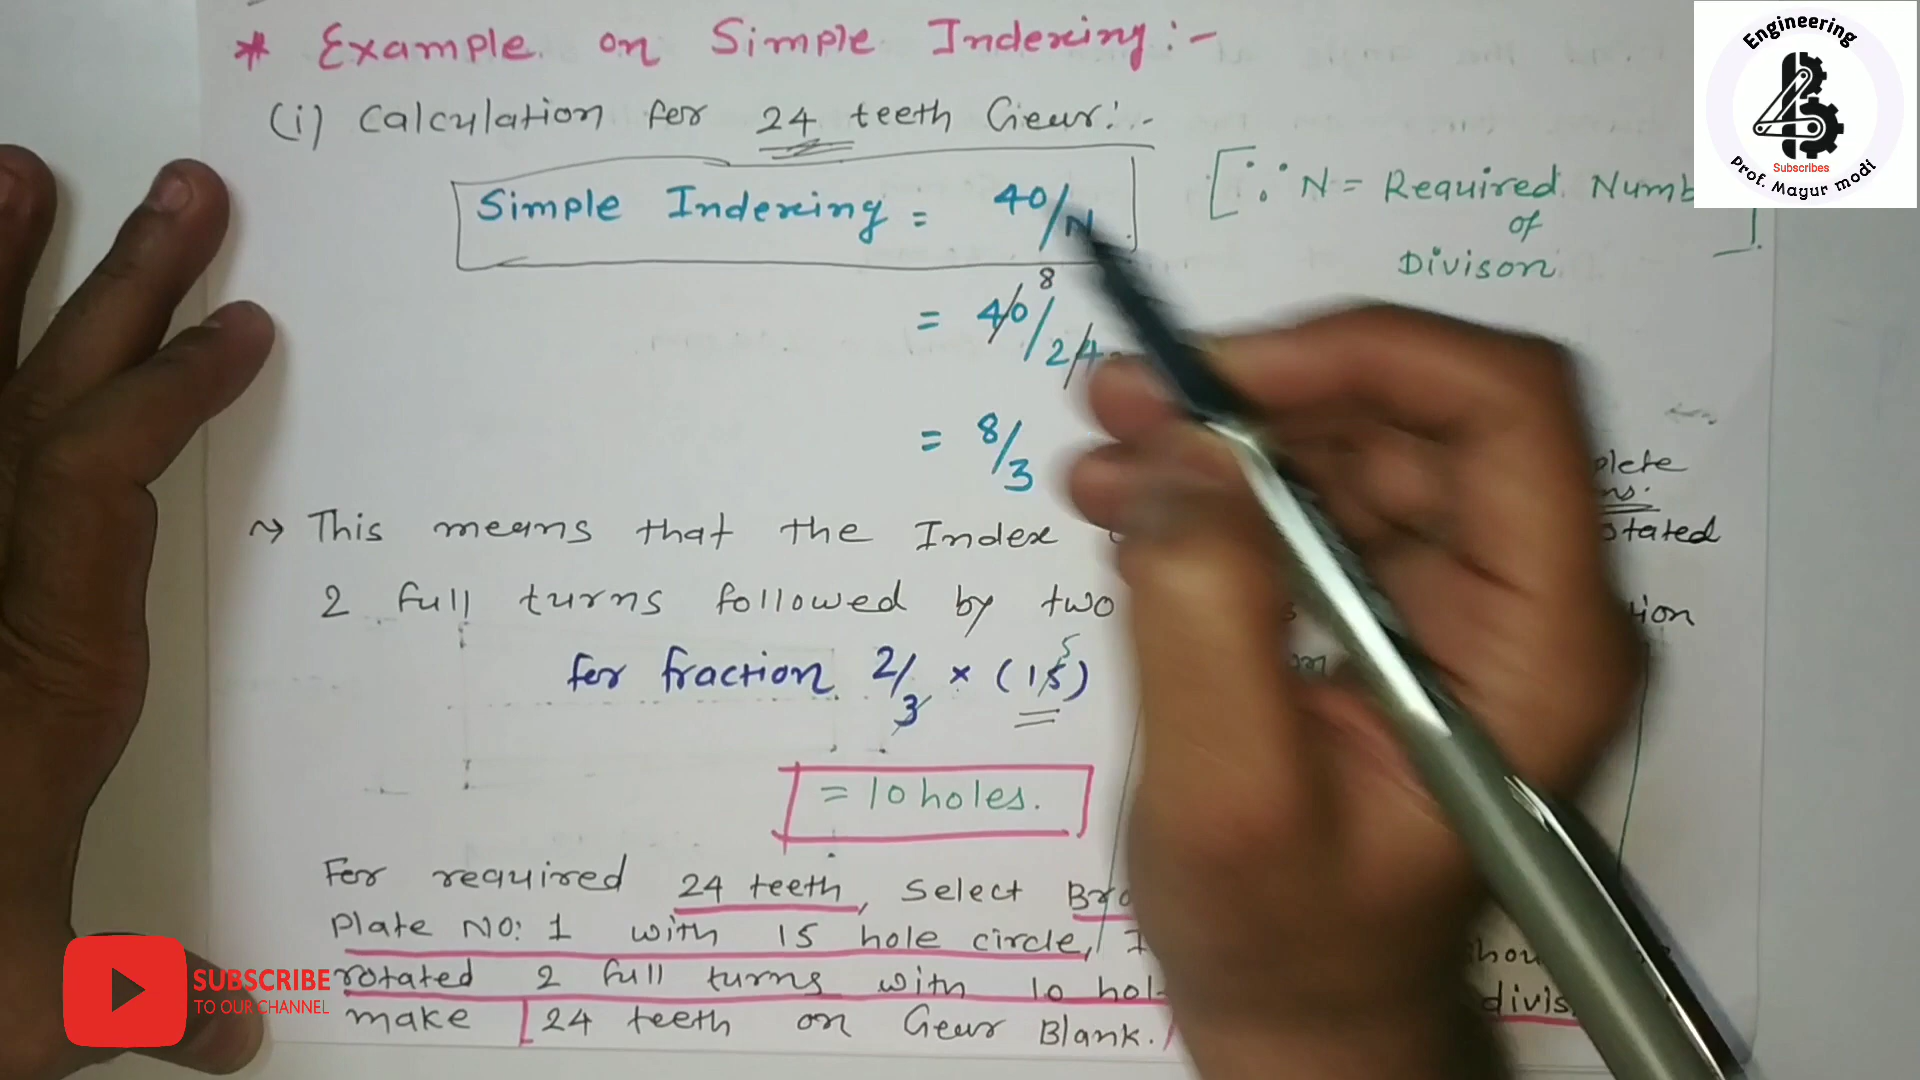 * Example on Simple Indexing :-
(i) Calculation for 24 teeth Gear :-
Simple Indexing = 40/N
[∵ N = Required Numb
of
Divison
]
= 40/24
8
= 8/3
plete
ns.
→ This means that the Index
otated
2 full turns followed by two
tion
for fraction 2/3 × (15)
5
= 10 holes.
For required 24 teeth, Select Bro
Plate NO: 1 with 15 hole circle, I
hou
rotated 2 full turns with 10 hol
divis
make [24 teeth on Gear Blank.]
Engineering
Subscribes
Prof. Mayur modi
SUBSCRIBE
TO OUR CHANNEL